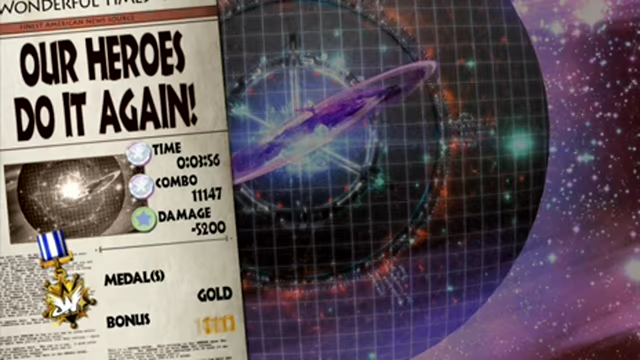 WONDERFUL TIMES
FINEST AMERICAN NEWS SOURCE
OUR HEROES
DO IT AGAIN!
TIME
0:03:56
COMBO
11147
DAMAGE
-5200
MEDAL(S)
GOLD
BONUS